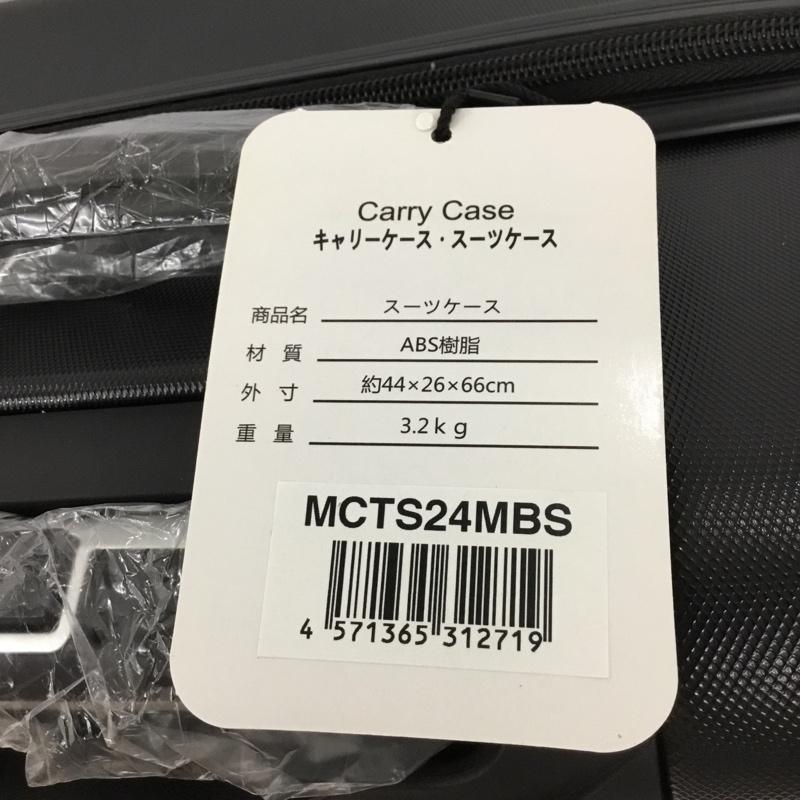 Carry Case
キャリーケース・スーツケース
商品名 スーツケース
材 質 ABS樹脂
外 寸 約44×26×66cm
重 量 3.2kg
MCTS24MBS
4 571365 312719